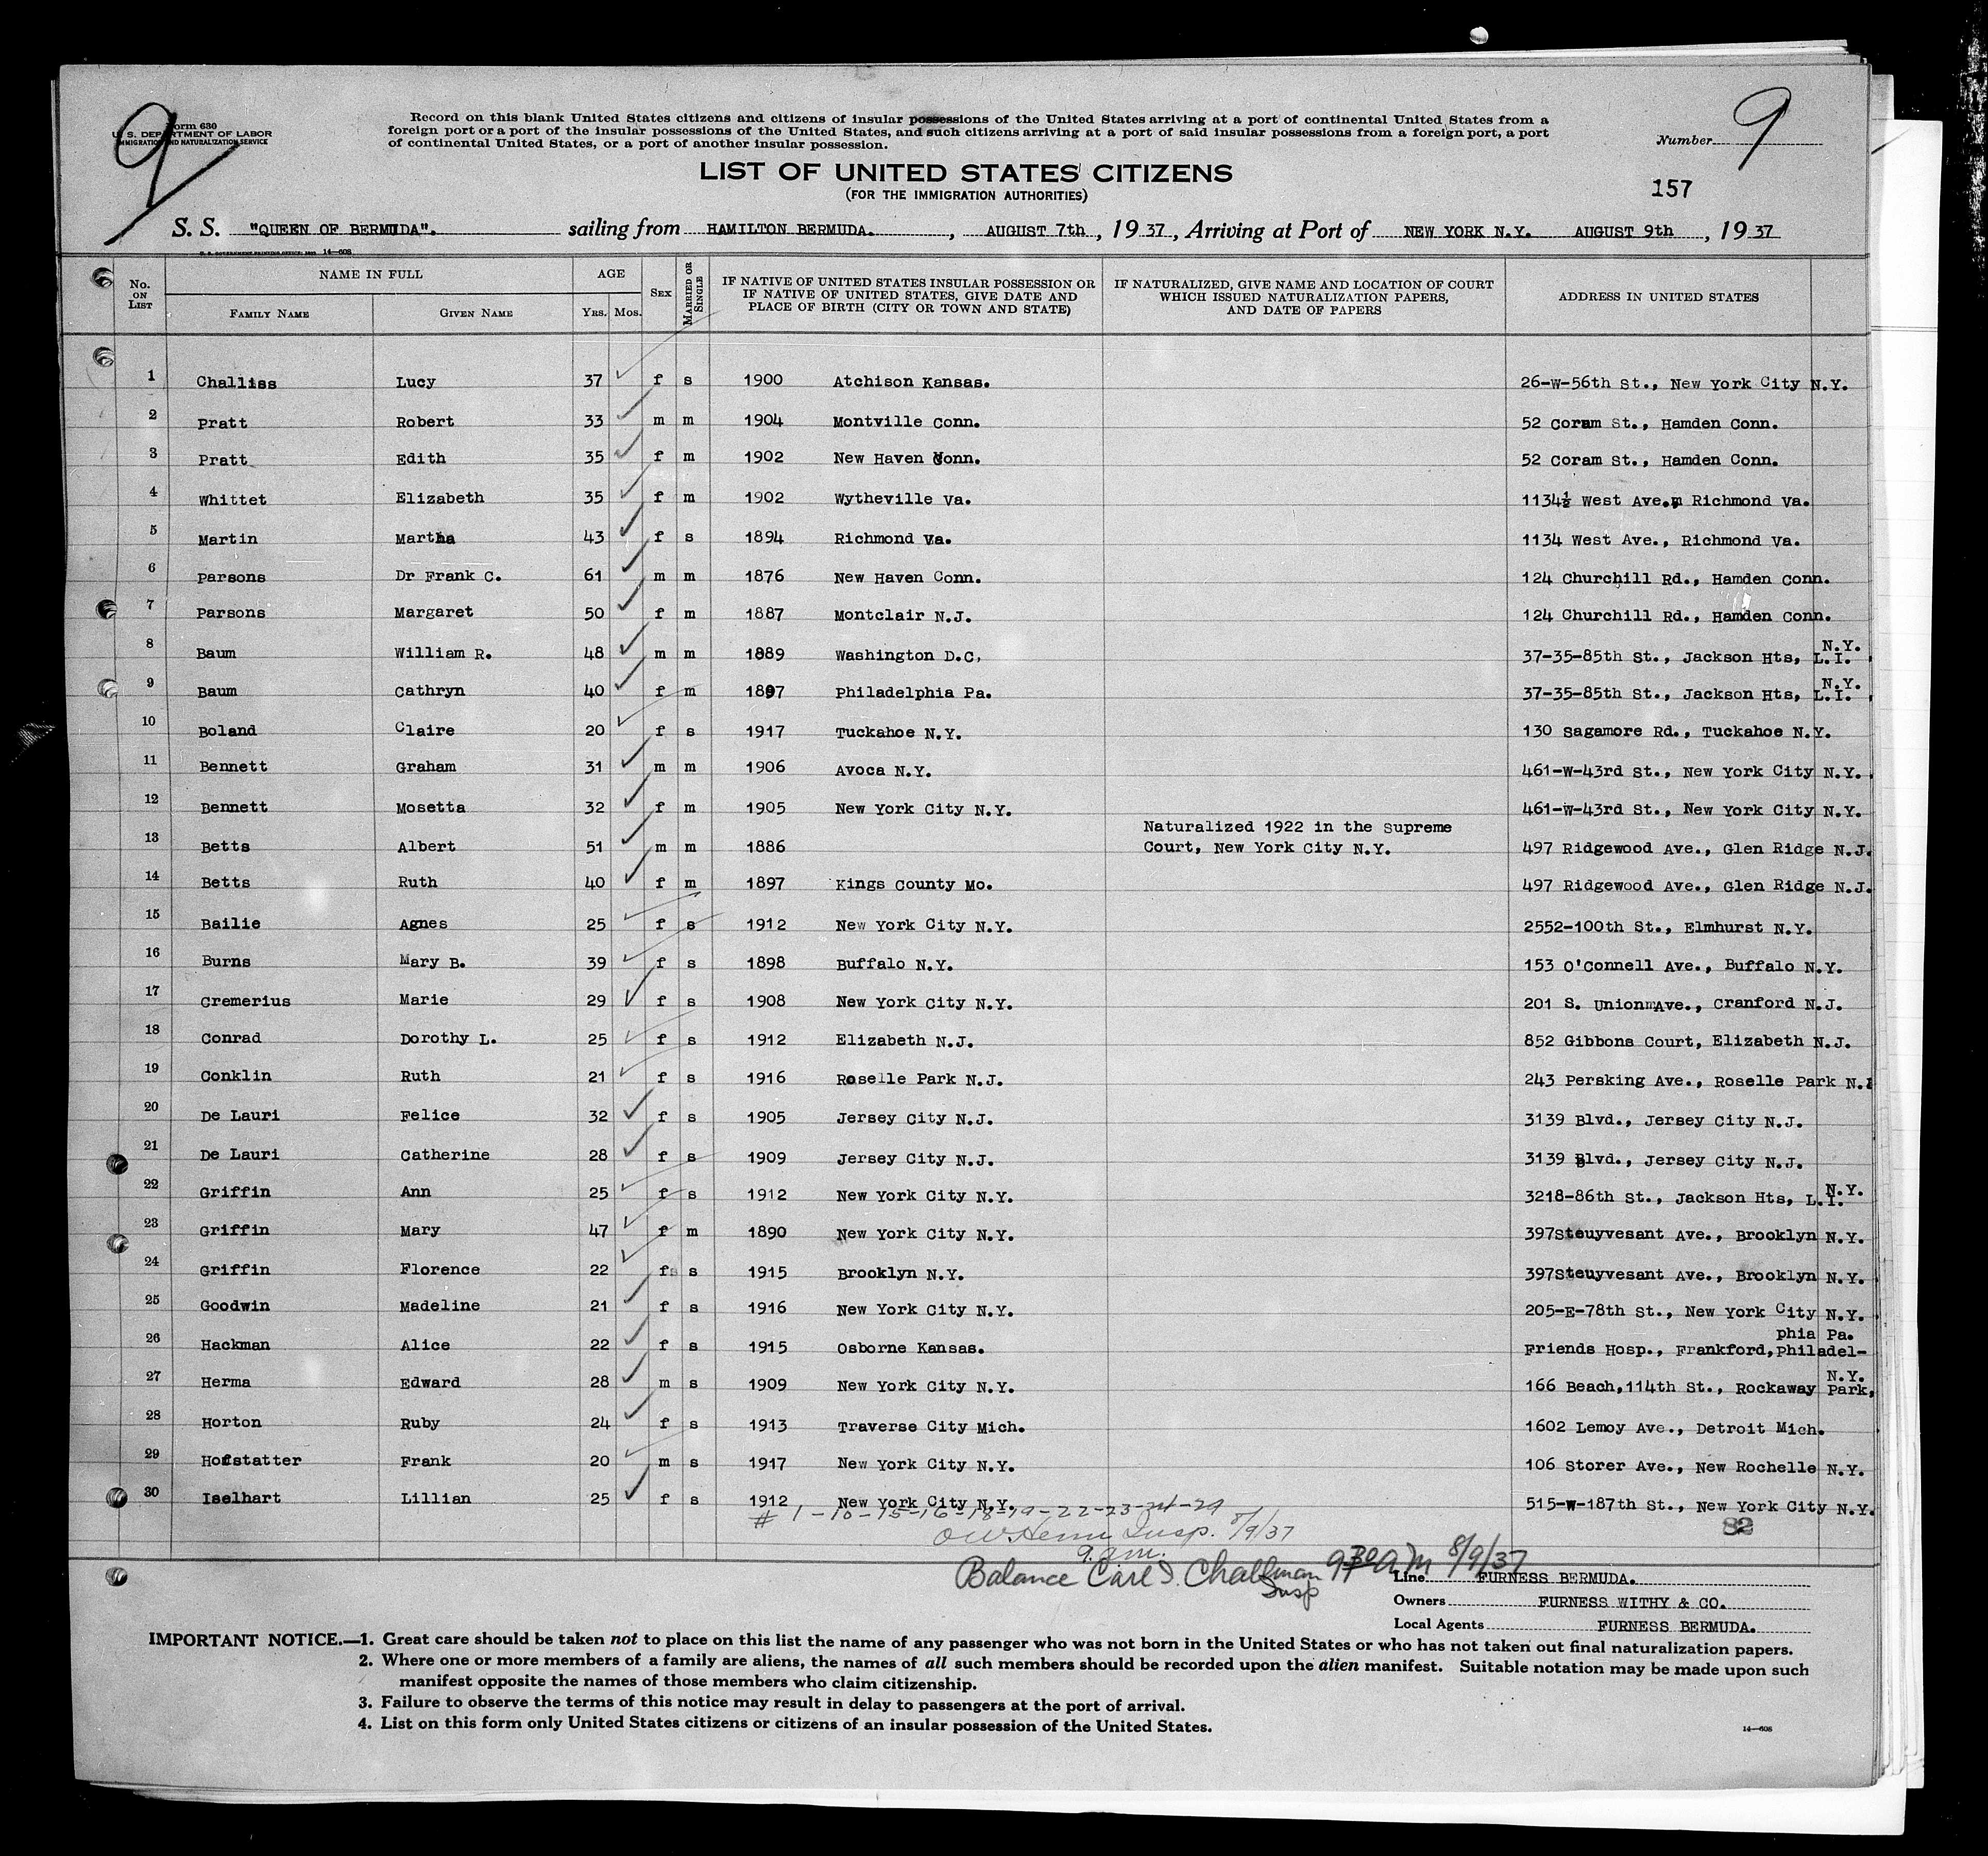 9
Form 630
U. S. DEPARTMENT OF LABOR
IMMIGRATION AND NATURALIZATION SERVICE
Record on this blank United States citizens and citizens of insular possessions of the United States arriving at a port of continental United States from a
foreign port or a port of the insular possessions of the United States, and such citizens arriving at a port of said insular possessions from a foreign port, a port
of continental United States, or a port of another insular possession.
Number 9
LIST OF UNITED STATES CITIZENS
(FOR THE IMMIGRATION AUTHORITIES)
157
S. S. "QUEEN OF BERMUDA". sailing from HAMILTON BERMUDA. , AUGUST 7th , 19 37 , Arriving at Port of NEW YORK N.Y. AUGUST 9th , 19 37
14—608
No. ON LIST
NAME IN FULL
FAMILY NAME
GIVEN NAME
AGE
YRS. MOS.
SEX
MARRIED OR SINGLE
IF NATIVE OF UNITED STATES INSULAR POSSESSION OR
IF NATIVE OF UNITED STATES, GIVE DATE AND
PLACE OF BIRTH (CITY OR TOWN AND STATE)
IF NATURALIZED, GIVE NAME AND LOCATION OF COURT
WHICH ISSUED NATURALIZATION PAPERS,
AND DATE OF PAPERS
ADDRESS IN UNITED STATES
1 Challiss Lucy 37 f s 1900 Atchison Kansas. 26-W-56th St., New York City N.Y.
2 Pratt Robert 33 m m 1904 Montville Conn. 52 Coram St., Hamden Conn.
3 Pratt Edith 35 f m 1902 New Haven Conn. 52 Coram St., Hamden Conn.
4 Whittet Elizabeth 35 f m 1902 Wytheville Va. 1134½ West Ave., Richmond Va.
5 Martin Martha 43 f s 1894 Richmond Va. 1134 West Ave., Richmond Va.
6 Parsons Dr Frank C. 61 m m 1876 New Haven Conn. 124 Churchill Rd., Hamden Conn.
7 Parsons Margaret 50 f m 1887 Montclair N.J. 124 Churchill Rd., Hamden Conn.
8 Baum William R. 48 m m 1889 Washington D.C. 37-35-85th St., Jackson Hts, L.I. N.Y.
9 Baum Cathryn 40 f m 1897 Philadelphia Pa. 37-35-85th St., Jackson Hts, L.I. N.Y.
10 Boland Claire 20 f s 1917 Tuckahoe N.Y. 130 Sagamore Rd., Tuckahoe N.Y.
11 Bennett Graham 31 m m 1906 Avoca N.Y. 461-W-43rd St., New York City N.Y.
12 Bennett Mosetta 32 f m 1905 New York City N.Y. 461-W-43rd St., New York City N.Y.
Naturalized 1922 in the Supreme
13 Betts Albert 51 m m 1886 Court, New York City N.Y. 497 Ridgewood Ave., Glen Ridge N.J.
14 Betts Ruth 40 f m 1897 Kings County Mo. 497 Ridgewood Ave., Glen Ridge N.J.
15 Bailie Agnes 25 f s 1912 New York City N.Y. 2552-100th St., Elmhurst N.Y.
16 Burns Mary B. 39 f s 1898 Buffalo N.Y. 153 O'Connell Ave., Buffalo N.Y.
17 Cremerius Marie 29 f s 1908 New York City N.Y. 201 S. UnionmAve., Cranford N.J.
18 Conrad Dorothy L. 25 f s 1912 Elizabeth N.J. 852 Gibbons Court, Elizabeth N.J.
19 Conklin Ruth 21 f s 1916 Roselle Park N.J. 243 Persking Ave., Roselle Park N.J
20 De Lauri Felice 32 f s 1905 Jersey City N.J. 3139 Blvd., Jersey City N.J.
21 De Lauri Catherine 28 f s 1909 Jersey City N.J. 3139 Blvd., Jersey City N.J.
22 Griffin Ann 25 f s 1912 New York City N.Y. 3218-86th St., Jackson Hts, L.I. N.Y.
23 Griffin Mary 47 f m 1890 New York City N.Y. 397Steuyvesant Ave., Brooklyn N.Y.
24 Griffin Florence 22 f s 1915 Brooklyn N.Y. 397Steuyvesant Ave., Brooklyn N.Y.
25 Goodwin Madeline 21 f s 1916 New York City N.Y. 205-E-78th St., New York City N.Y.
phia Pa.
26 Hackman Alice 22 f s 1915 Osborne Kansas. Friends Hosp., Frankford,Philadel-
27 Herma Edward 28 m s 1909 New York City N.Y. 166 Beach,114th St., Rockaway Park, N.Y.
28 Horton Ruby 24 f s 1913 Traverse City Mich. 1602 Lemoy Ave., Detroit Mich.
29 Hofstatter Frank 20 m s 1917 New York City N.Y. 106 Storer Ave., New Rochelle N.Y.
30 Iselhart Lillian 25 f s 1912 New York City N.Y. 515-W-187th St., New York City N.Y.
# 1-10-15-16-18-19-22-23-24-29
82
Insp. 8/9/37
9 a.m.
Balance Carl 930 AM 8/9/37
Insp
Line FURNESS BERMUDA.
Owners FURNESS WITHY & CO.
Local Agents FURNESS BERMUDA.
IMPORTANT NOTICE.—1. Great care should be taken not to place on this list the name of any passenger who was not born in the United States or who has not taken out final naturalization papers.
2. Where one or more members of a family are aliens, the names of all such members should be recorded upon the alien manifest. Suitable notation may be made upon such
manifest opposite the names of those members who claim citizenship.
3. Failure to observe the terms of this notice may result in delay to passengers at the port of arrival.
4. List on this form only United States citizens or citizens of an insular possession of the United States.
14—608